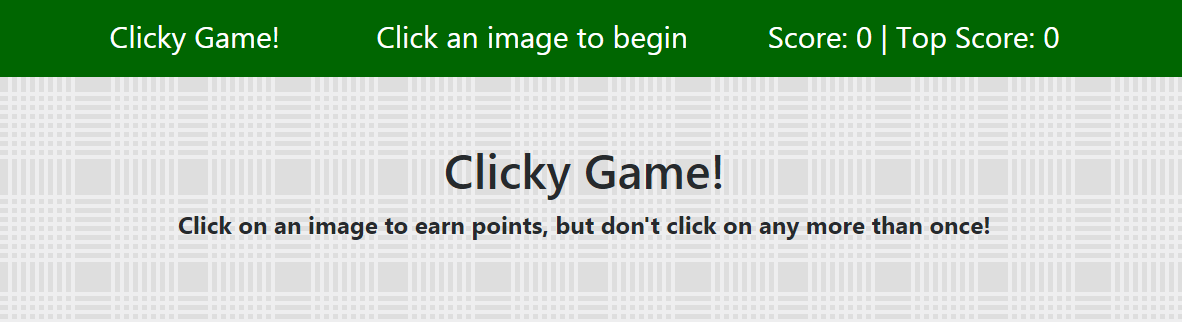 Clicky Game! Click an image to begin Score: 0 | Top Score: 0
Clicky Game!
Click on an image to earn points, but don't click on any more than once!